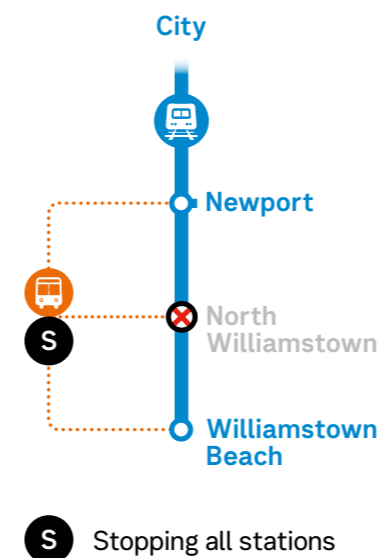 City
Newport
North
Williamstown
S
Williamstown
Beach
S Stopping all stations